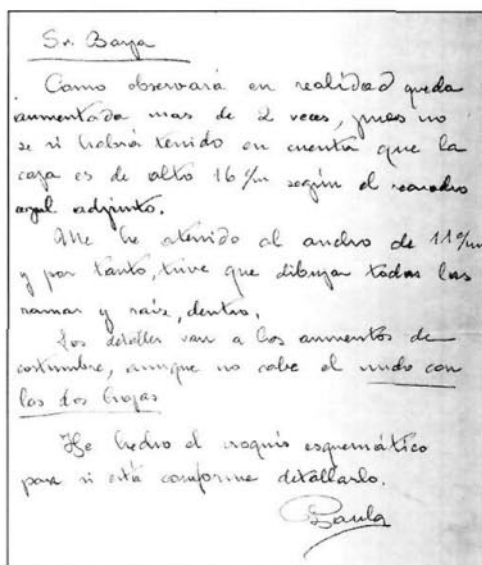 Sr. Baya
Como observará en realidad queda
aumentada mas de 2 veces, pues no
se si habrá tenido en cuenta que la
caja es de alto 16 c/m según el recuadro
azul adjunto.
Me he atenido al ancho de 11 c/m
y por tanto, tuve que dibujar todas las
ramas y raíz, dentro.
Los detalles van a los aumentos de
costumbre, aunque no cabe el nudo con
las dos hojas
He hecho el croquis esquemático
para si está conforme detallarlo.
Paula